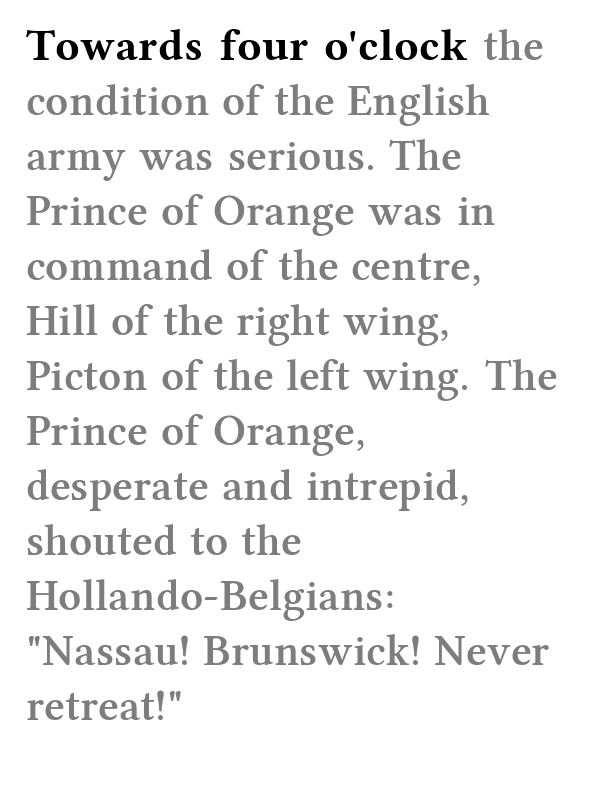 Towards four o'clock the
condition of the English
army was serious. The
Prince of Orange was in
command of the centre,
Hill of the right wing,
Picton of the left wing. The
Prince of Orange,
desperate and intrepid,
shouted to the
Hollando-Belgians:
"Nassau! Brunswick! Never
retreat!"